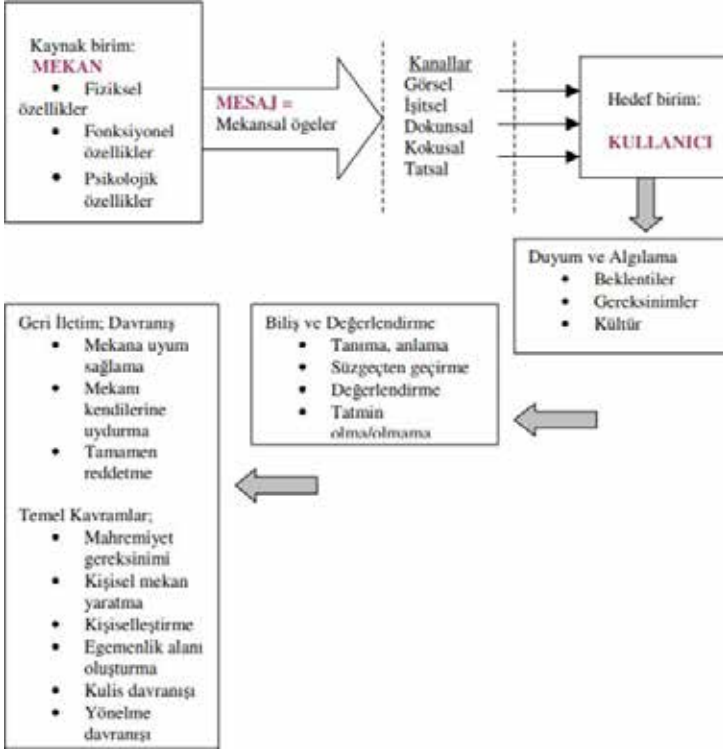 Kaynak birim:
MEKAN
• Fiziksel
özellikler
• Fonksiyonel
özellikler
• Psikolojik
özellikler
MESAJ =
Mekansal ögeler
Kanallar
Görsel
İşitsel
Dokunsal
Kokusal
Tatsal
Hedef birim:
KULLANICI
Duyum ve Algılama
• Beklentiler
• Gereksinimler
• Kültür
Biliş ve Değerlendirme
• Tanıma, anlama
• Süzgeçten geçirme
• Değerlendirme
• Tatmin
olma/olmama
Geri İletim; Davranış
• Mekana uyum
sağlama
• Mekanı
kendilerine
uydurma
• Tamamen
reddetme
Temel Kavramlar;
• Mahremiyet
gereksinimi
• Kişisel mekan
yaratma
• Kişiselleştirme
• Egemenlik alanı
oluşturma
• Kulis davranışı
• Yönelme
davranışı